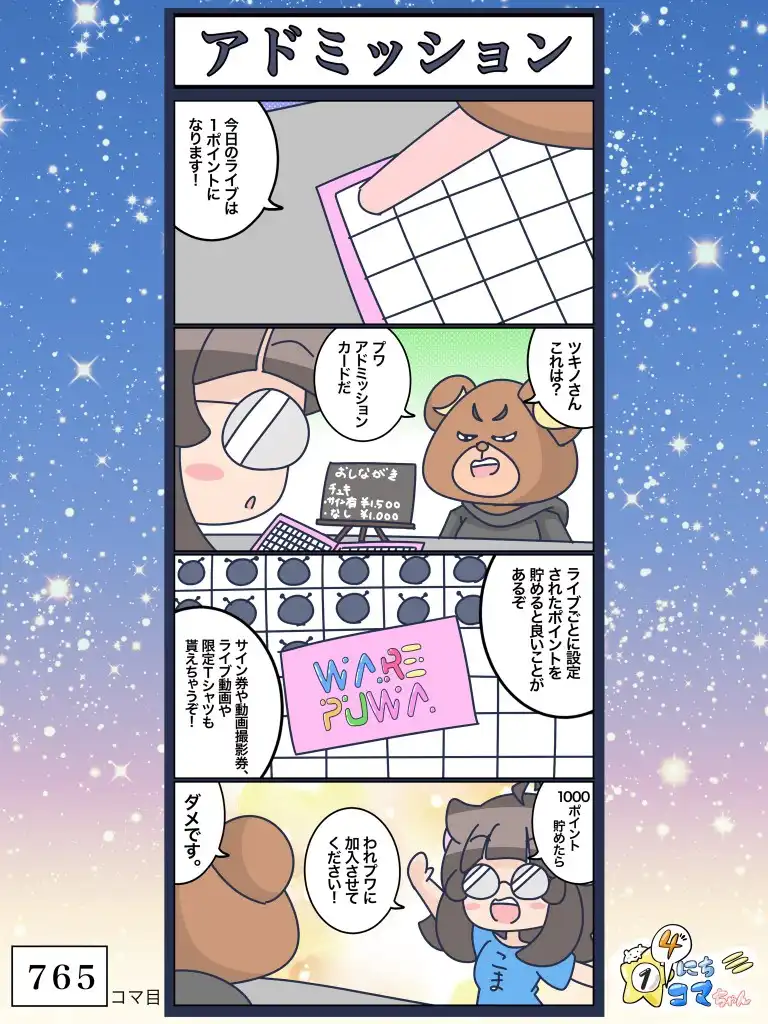 アドミッション
今日のライブは
1ポイントに
なります!
ツキノさん
これは?
プワ
アドミッション
カードだ
おしながき
チェキ
・サイン有 ¥1.500
・なし ¥1.000
ライブごとに設定
されたポイントを
貯めると良いことが
あるぞ
WARE
PUWA
サイン券や動画撮影券、
ライブ動画や
限定Tシャツも
貰えちゃうぞ!
1000
ポイント
貯めたら
われプワに
加入させて
ください!
こま
ダメです。
765
コマ目
1
4
にち
コマちゃん